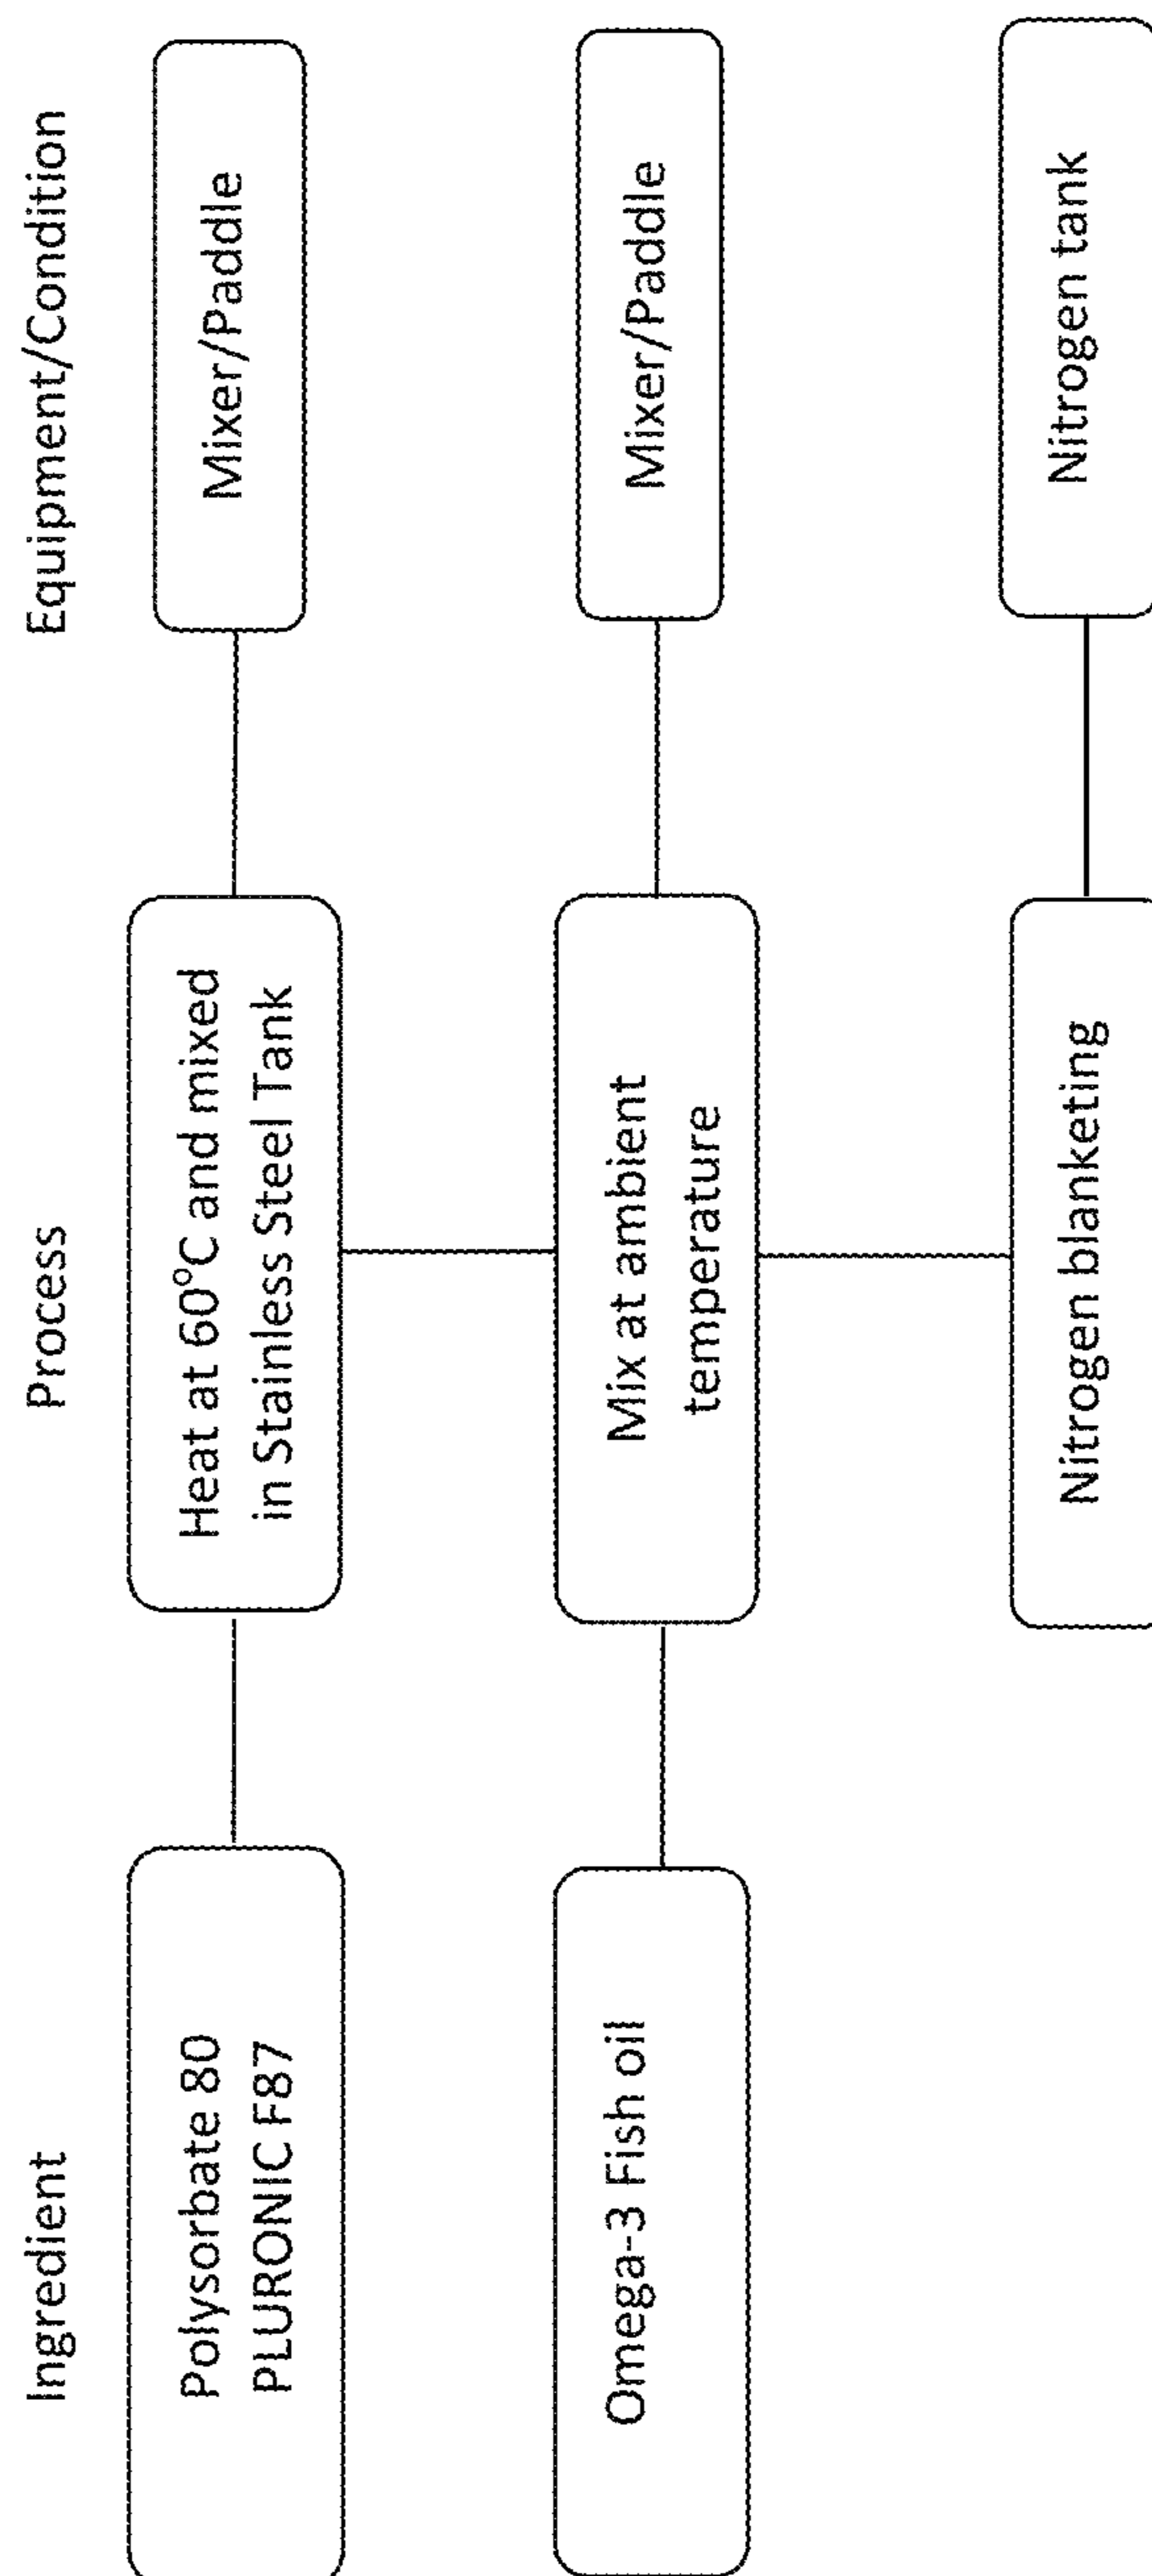 Ingredient
Process
Equipment/Condition
Polysorbate 80
PLURONIC F87
Heat at 60°C and mixed
in Stainless Steel Tank
Mixer/Paddle
Omega-3 Fish oil
Mix at ambient
temperature
Mixer/Paddle
Nitrogen blanketing
Nitrogen tank